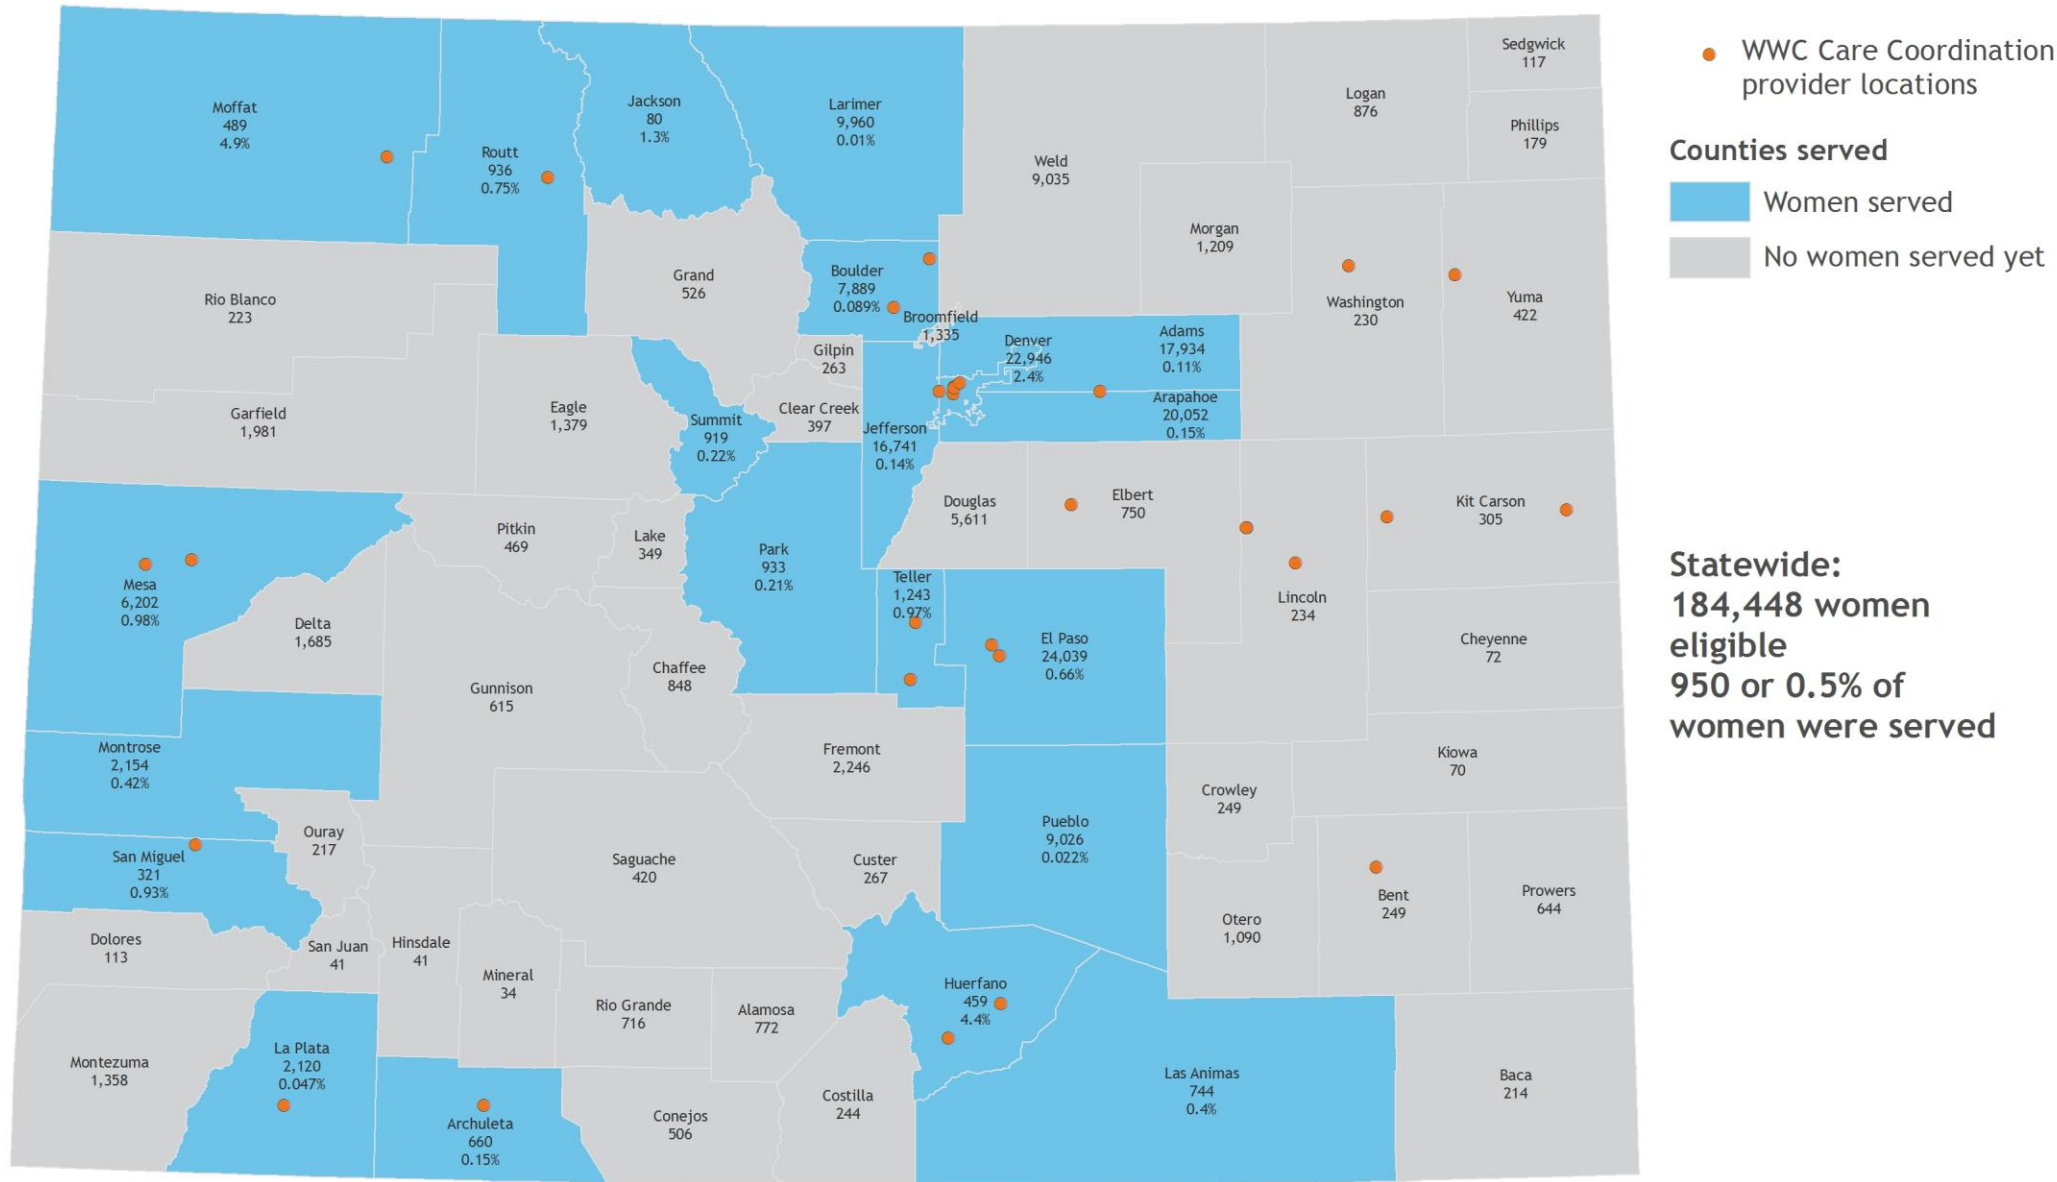 Moffat
489
4.9%
Routt
936
0.75%
Jackson
80
1.3%
Larimer
9,960
0.01%
Weld
9,035
Logan
876
Sedgwick
117
Phillips
179
Morgan
1,209
Washington
230
Yuma
422
Rio Blanco
223
Grand
526
Boulder
7,889
0.089%
Broomfield
1,335
Gilpin
263
Denver
22,946
2.4%
Adams
17,934
0.11%
Arapahoe
20,052
0.15%
Garfield
1,981
Eagle
1,379
Summit
919
0.22%
Clear Creek
397
Jefferson
16,741
0.14%
Douglas
5,611
Elbert
750
Kit Carson
305
Pitkin
469
Lake
349
Park
933
0.21%
Mesa
6,202
0.98%
Delta
1,685
Teller
1,243
0.97%
El Paso
24,039
0.66%
Lincoln
234
Cheyenne
72
Gunnison
615
Chaffee
848
Montrose
2,154
0.42%
Fremont
2,246
Kiowa
70
Crowley
249
Ouray
217
San Miguel
321
0.93%
Saguache
420
Custer
267
Pueblo
9,026
0.022%
Otero
1,090
Bent
249
Prowers
644
Dolores
113
San Juan
41
Hinsdale
41
Mineral
34
Rio Grande
716
Alamosa
772
Huerfano
459
4.4%
Montezuma
1,358
La Plata
2,120
0.047%
Archuleta
660
0.15%
Conejos
506
Costilla
244
Las Animas
744
0.4%
Baca
214
WWC Care Coordination
provider locations
Counties served
Women served
No women served yet
Statewide:
184,448 women
eligible
950 or 0.5% of
women were served